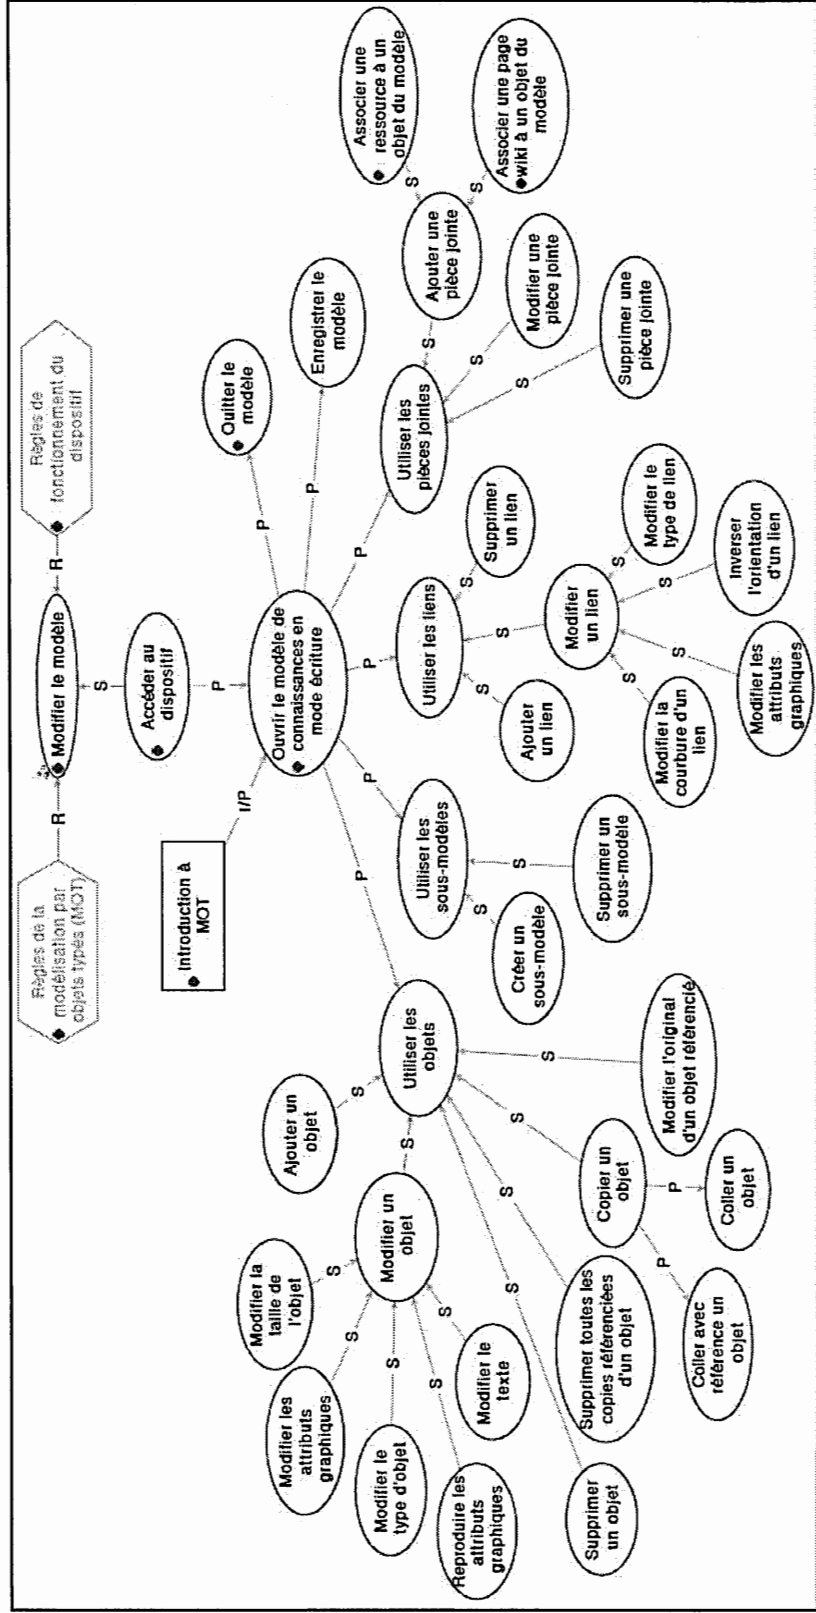 Règles de la
modélisation par
objets typés (MOT)
R
Modifier le modèle
R
Règles de
fonctionnement du
dispositif
S
Accéder au
dispositif
P
Introduction à
MOT
I/P
Ouvrir le modèle de
connaissances en
mode écriture
P
Quitter le
modèle
P
Enregistrer le
modèle
P
P
P
P
Utiliser les
objets
Utiliser les
sous-modèles
Utiliser les liens
Utiliser les
pièces jointes
Ajouter un
objet
S
Modifier un
objet
S
Modifier la
taille de
l'objet
S
Modifier les
attributs
graphiques
S
Modifier le
type d'objet
S
Reproduire les
attributs
graphiques
S
Modifier le
texte
S
Supprimer
un objet
S
Supprimer toutes les
copies référenciées
d'un objet
S
Copier un
objet
S
P
Coller avec
référence un
objet
P
Coller un
objet
Modifier l'original
d'un objet référencié
S
Créer un
sous-modèle
S
Supprimer un
sous-modèle
S
Ajouter
un lien
S
Supprimer
un lien
S
Modifier
un lien
S
Modifier la
courbure d'un
lien
S
Modifier les
attributs
graphiques
S
Inverser
l'orientation
d'un lien
S
Modifier le
type de lien
S
Ajouter une
pièce jointe
S
Modifier une
pièce jointe
S
Supprimer une
pièce jointe
S
Associer une
ressource à un
objet du modèle
S
Associer une page
wiki à un objet du
modèle
S